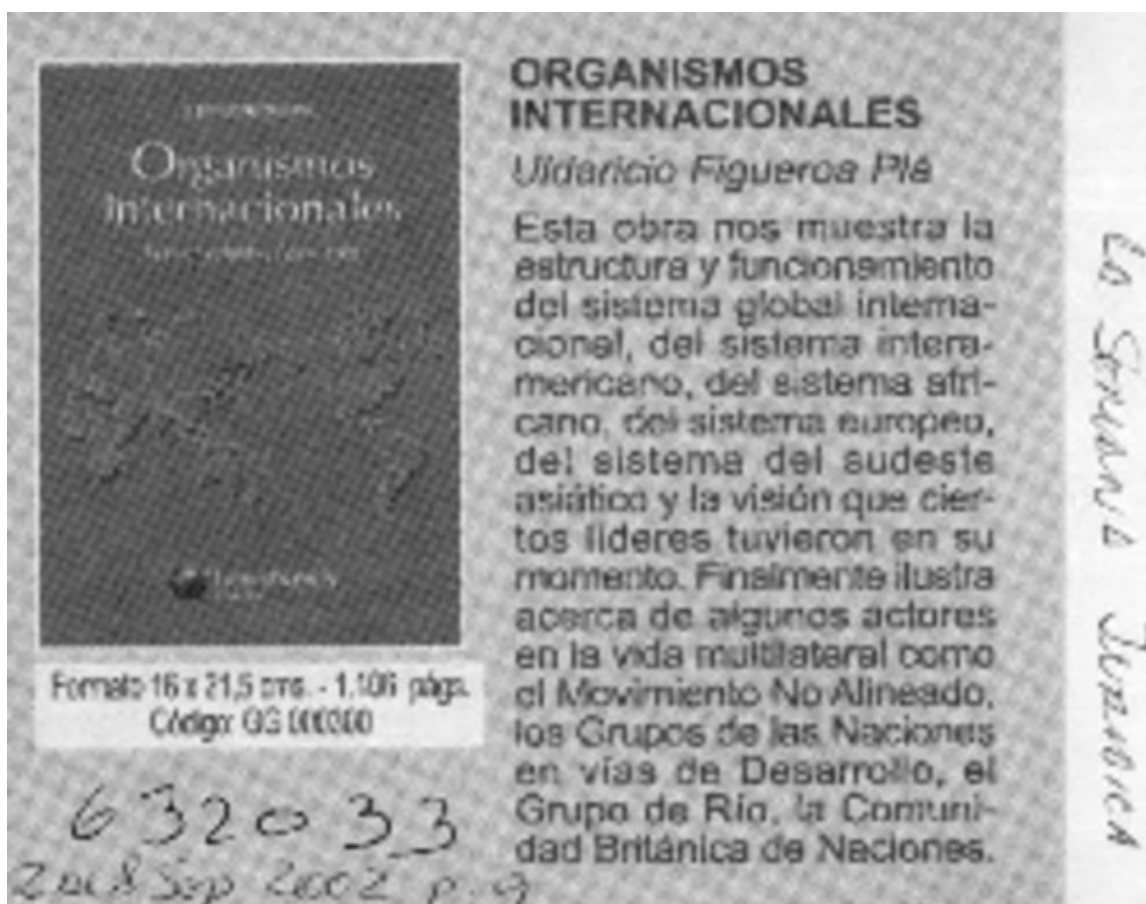 Organismos
Internacionales
Formato 16 x 21,5 cms. - 1.106 págs.
Código: GG 000300
632033
2 al 8 Sep 2002 p. 9
ORGANISMOS
INTERNACIONALES
Uldaricio Figueroa Plá
Esta obra nos muestra la
estructura y funcionamiento
del sistema global interna-
cional, del sistema intera-
mericano, del sistema afri-
cano, del sistema europeo,
del sistema del sudeste
asiático y la visión que cier-
tos líderes tuvieron en su
momento. Finalmente ilustra
acerca de algunos actores
en la vida multilateral como
el Movimiento No Alineado,
los Grupos de las Naciones
en vías de Desarrollo, el
Grupo de Río, la Comuni-
dad Británica de Naciones.
La Semana Jurídica